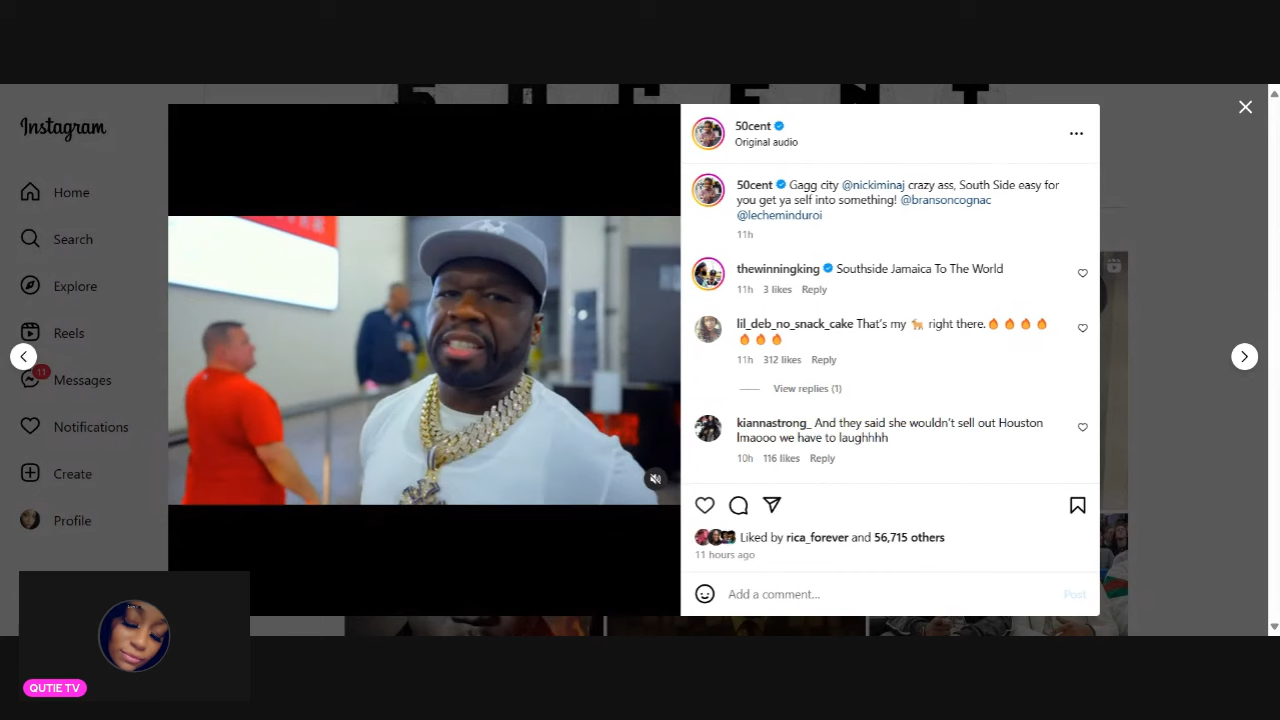 5 0 C E N T
Instagram
Home
Search
Explore
Reels
11
Messages
Notifications
Create
Profile
QUTIE TV
50cent
Original audio
50cent Gagg city @nickiminaj crazy ass, South Side easy for
you get ya self into something! @bransoncognac
@lecheminduroi
11h
thewinningking Southside Jamaica To The World
11h 3 likes Reply
lil_deb_no_snack_cake That's my 🐐 right there.🔥🔥🔥🔥
🔥🔥🔥
11h 312 likes Reply
View replies (1)
kiannastrong_ And they said she wouldn't sell out Houston
lmaooo we have to laughhhh
10h 116 likes Reply
Liked by rica_forever and 56,715 others
11 hours ago
Add a comment...
Post